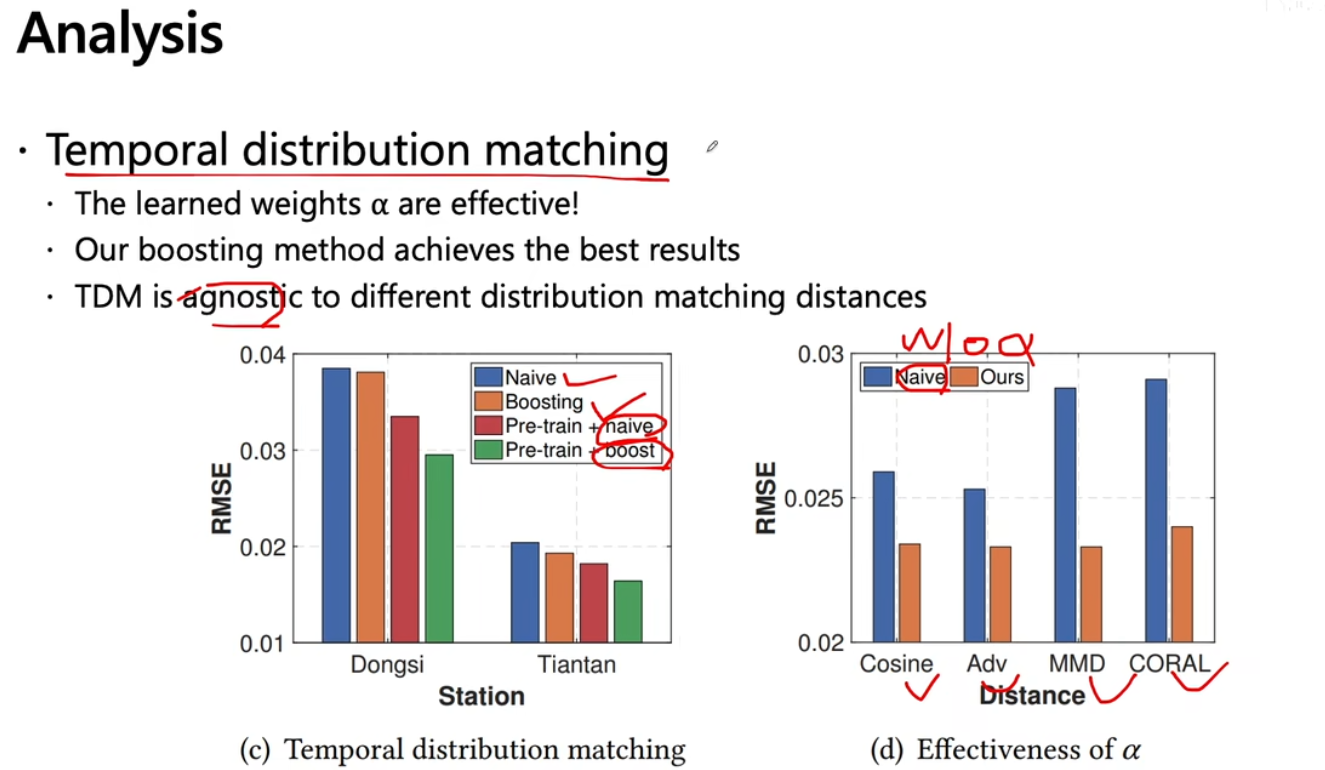 Analysis
· Temporal distribution matching
· The learned weights α are effective!
· Our boosting method achieves the best results
· TDM is agnostic to different distribution matching distances
w/o α
0.04
0.03
0.02
0.01
RMSE
Naive
Boosting
Pre-train + naive
Pre-train + boost
Dongsi Tiantan
Station
(c) Temporal distribution matching
0.03
0.025
0.02
RMSE
Naive Ours
Cosine Adv MMD CORAL
Distance
(d) Effectiveness of α